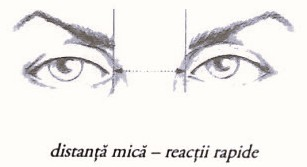 distanță mică – reacții rapide